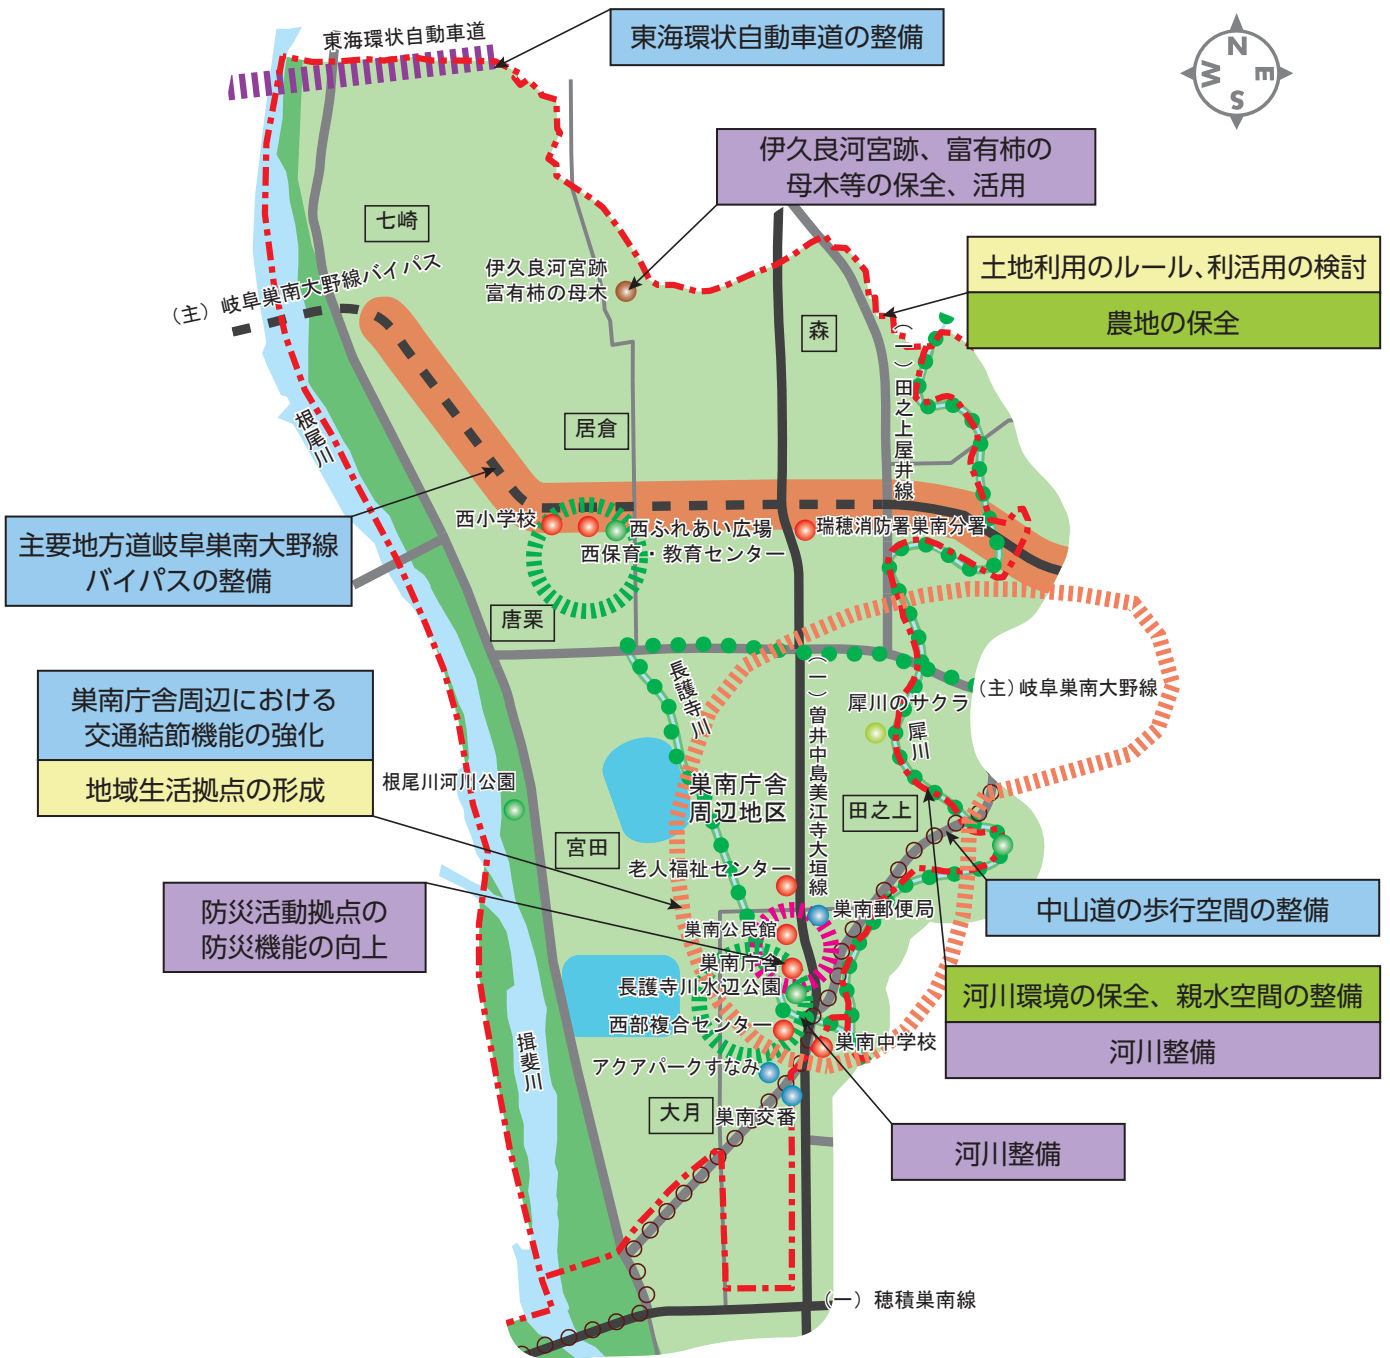 東海環状自動車道
東海環状自動車道の整備
N
E
S
W
伊久良河宮跡、富有柿の
母木等の保全、活用
七崎
（主）岐阜巣南大野線バイパス
伊久良河宮跡
富有柿の母木
土地利用のルール、利活用の検討
農地の保全
森
（一）田之上屋井線
根尾川
居倉
西小学校
西ふれあい広場
西保育・教育センター
瑞穂消防署巣南分署
主要地方道岐阜巣南大野線
バイパスの整備
唐栗
長護寺川
（一）曽井中島美江寺大垣線
（主）岐阜巣南大野線
犀川のサクラ
犀川
巣南庁舎周辺における
交通結節機能の強化
地域生活拠点の形成
根尾川河川公園
巣南庁舎
周辺地区
田之上
宮田
老人福祉センター
防災活動拠点の
防災機能の向上
巣南郵便局
中山道の歩行空間の整備
巣南公民館
巣南庁舎
長護寺川水辺公園
河川環境の保全、親水空間の整備
河川整備
西部複合センター
巣南中学校
揖斐川
アクアパークすなみ
大月
巣南交番
河川整備
（一）穂積巣南線